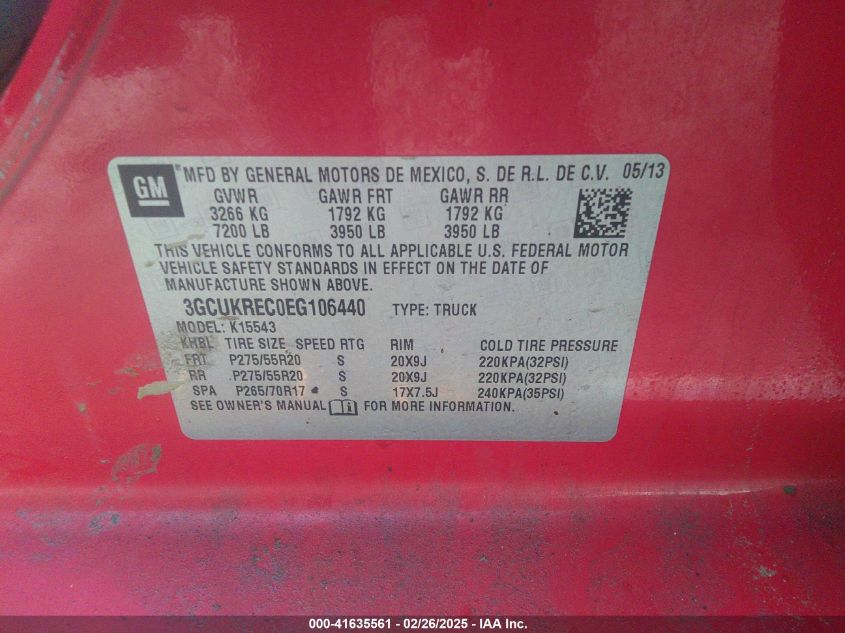 GM MFD BY GENERAL MOTORS DE MEXICO, S. DE R.L. DE C.V. 05/13
GVWR GAWR FRT GAWR RR
3266 KG 1792 KG 1792 KG
7200 LB 3950 LB 3950 LB
THIS VEHICLE CONFORMS TO ALL APPLICABLE U.S. FEDERAL MOTOR
VEHICLE SAFETY STANDARDS IN EFFECT ON THE DATE OF
MANUFACTURE SHOWN ABOVE.
3GCUKREC0EG106440 TYPE: TRUCK
MODEL: K15543
KHBL TIRE SIZE SPEED RTG RIM COLD TIRE PRESSURE
FRT P275/55R20 S 20X9J 220KPA(32PSI)
RR P275/55R20 S 20X9J 220KPA(32PSI)
SPA P265/70R17 S 17X7.5J 240KPA(35PSI)
SEE OWNER'S MANUAL FOR MORE INFORMATION.
000-41635561 - 02/26/2025 - IAA Inc.